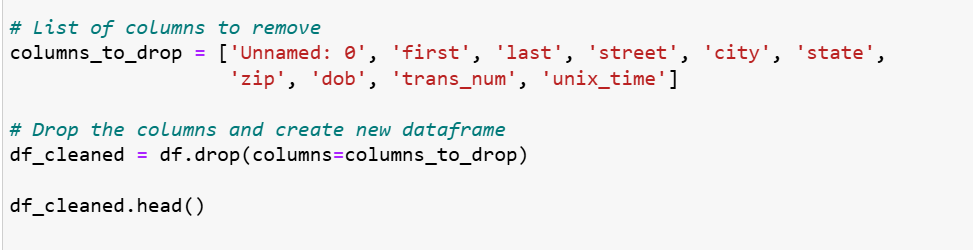 # List of columns to remove
columns_to_drop = ['Unnamed: 0', 'first', 'last', 'street', 'city', 'state',
'zip', 'dob', 'trans_num', 'unix_time']
# Drop the columns and create new dataframe
df_cleaned = df.drop(columns=columns_to_drop)
df_cleaned.head()